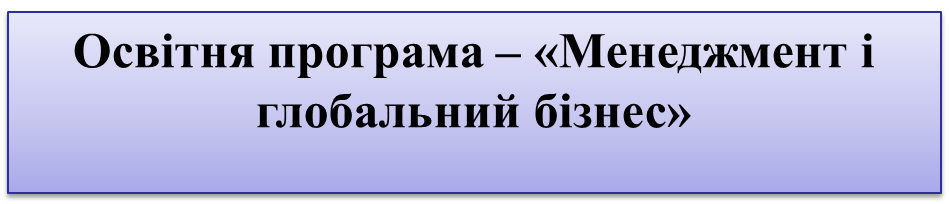 Освітня програма – «Менеджмент і
глобальний бізнес»